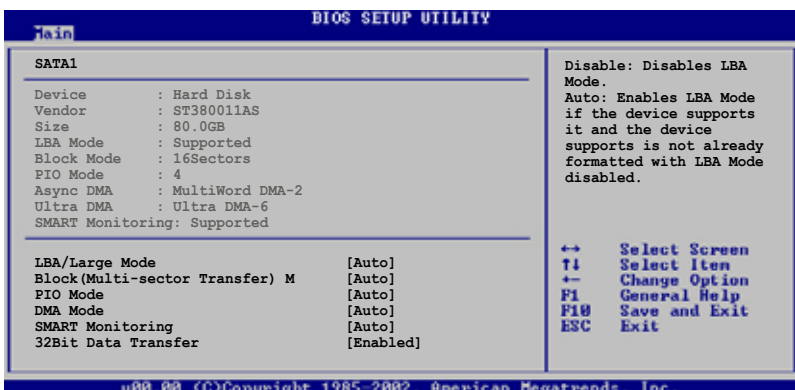 BIOS SETUP UTILITY
Main
SATA1
Device : Hard Disk
Vendor : ST380011AS
Size : 80.0GB
LBA Mode : Supported
Block Mode : 16Sectors
PIO Mode : 4
Async DMA : MultiWord DMA-2
Ultra DMA : Ultra DMA-6
SMART Monitoring: Supported
LBA/Large Mode [Auto]
Block(Multi-sector Transfer) M [Auto]
PIO Mode [Auto]
DMA Mode [Auto]
SMART Monitoring [Auto]
32Bit Data Transfer [Enabled]
Disable: Disables LBA
Mode.
Auto: Enables LBA Mode
if the device supports
it and the device
supports is not already
formatted with LBA Mode
disabled.
↔ Select Screen
↑↓ Select Item
+- Change Option
F1 General Help
F10 Save and Exit
ESC Exit
v00.00 (C)Copyright 1985-2002, American Megatrends, Inc.